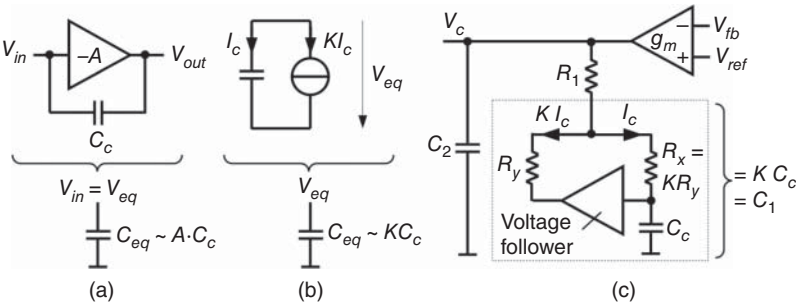 V_in
–A
V_out
C_c
V_in = V_eq
C_eq ~ A·C_c
(a)
I_c
KI_c
V_eq
V_eq
C_eq ~ KC_c
(b)
V_c
g_m
–
+
V_fb
V_ref
R_1
C_2
K I_c
I_c
R_y
R_x =
KR_y
Voltage
follower
C_c
= K C_c
= C_1
(c)